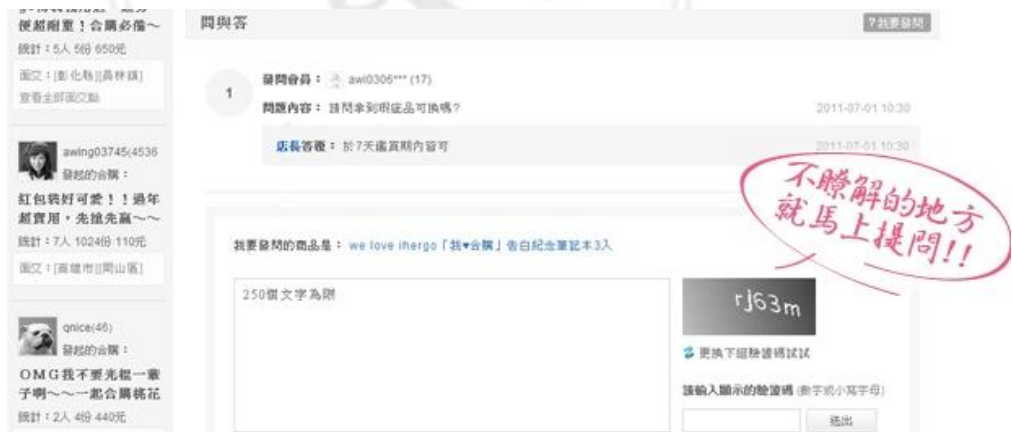 便超耐重！合購必備～
統計：5人 5份 650元
面交：[彰化縣][員林鎮]
查看全部面交點
awing03745(4536
發起的合購：
紅包袋好可愛！！過年
超實用，先搶先贏～～
統計：7人 1024份 110元
面交：[高雄市][岡山區]
qnice(46)
發起的合購：
OMG我不要光棍一輩
子啊～～一起合購桃花
統計：2人 4份 440元
問與答
?我要發問
1
發問會員： awl0306*** (17)
問題內容： 請問拿到瑕疵品可換嗎?
2011-07-01 10:30
店長答覆： 於7天鑑賞期內皆可
2011-07-01 10:30
不瞭解的地方
就馬上提問!!
我要發問的商品是： we love ihergo「我♥合購」告白紀念筆記本3入
250個文字為限
rj63m
更換下組驗證碼試試
請輸入顯示的驗證碼 (數字或小寫字母)
送出